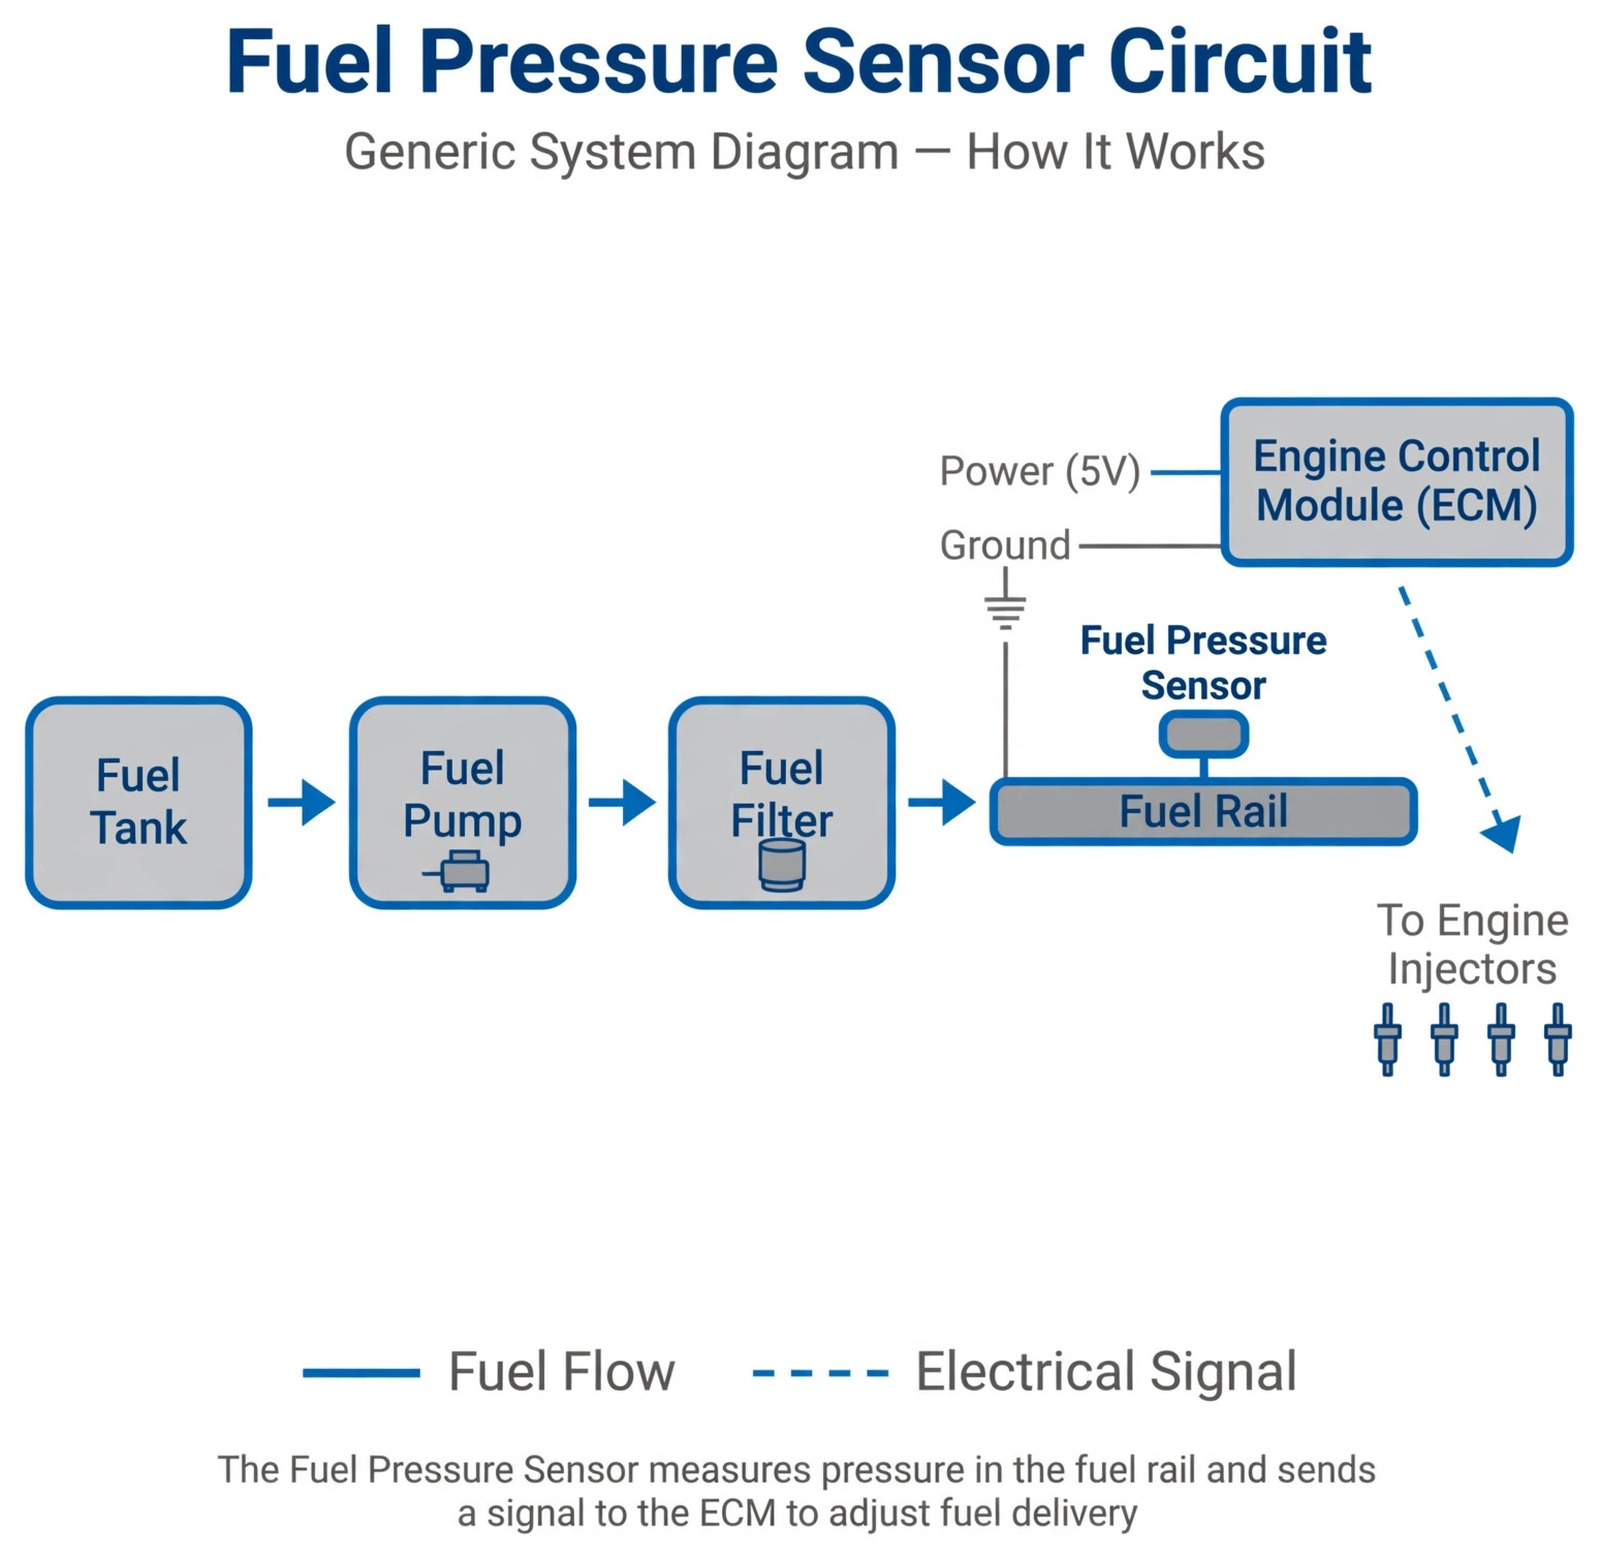 Fuel Pressure Sensor Circuit
Generic System Diagram — How It Works
Power (5V)
Engine Control
Module (ECM)
Ground
Fuel Pressure
Sensor
Fuel
Tank
Fuel
Pump
Fuel
Filter
Fuel Rail
To Engine
Injectors
Fuel Flow
Electrical Signal
The Fuel Pressure Sensor measures pressure in the fuel rail and sends
a signal to the ECM to adjust fuel delivery